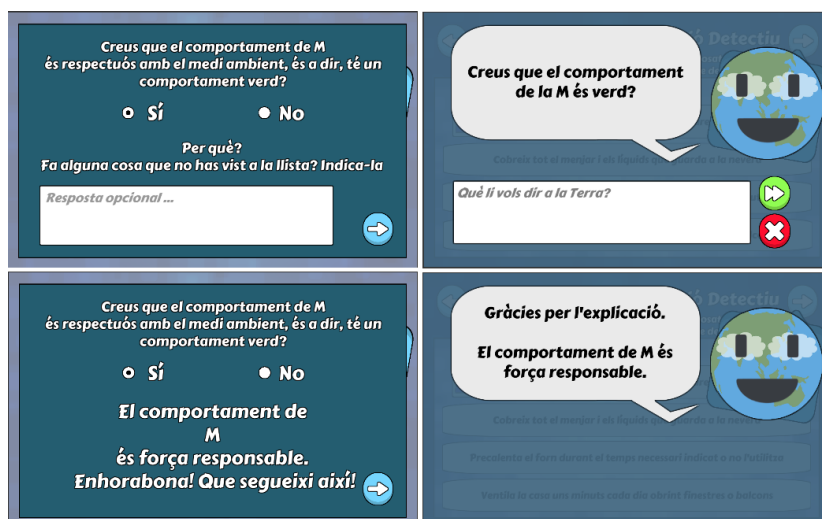 Creus que el comportament de M
és respectuós amb el medi ambient, és a dir, té un
comportament verd?
Sí
No
Per què?
Fa alguna cosa que no has vist a la llista? Indica-la
Resposta opcional ...
ó Detectiu
Creus que el comportament
de la M és verd?
Cobreix tot el menjar i els líquids que guarda a la nevera
Què li vols dir a la Terra?
Creus que el comportament de M
és respectuós amb el medi ambient, és a dir, té un
comportament verd?
Sí
No
El comportament de
M
és força responsable.
Enhorabona! Que segueixi així!
ó Detectiu
Gràcies per l'explicació.
El comportament de M és
força responsable.
Cobreix tot el menjar i els líquids que guarda a la nevera
Precalenta el forn durant el temps necessari indicat o no l'utilitza
Ventila la casa uns minuts cada dia obrint finestres o balcons